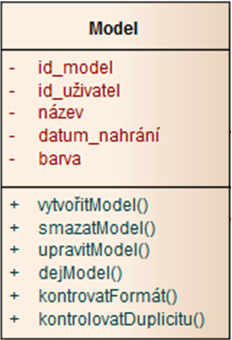 Model
- id_model
- id_uživatel
- název
- datum_nahrání
- barva
+ vytvořitModel()
+ smazatModel()
+ upravitModel()
+ dejModel()
+ kontrovatFormát()
+ kontrolovatDuplicitu()